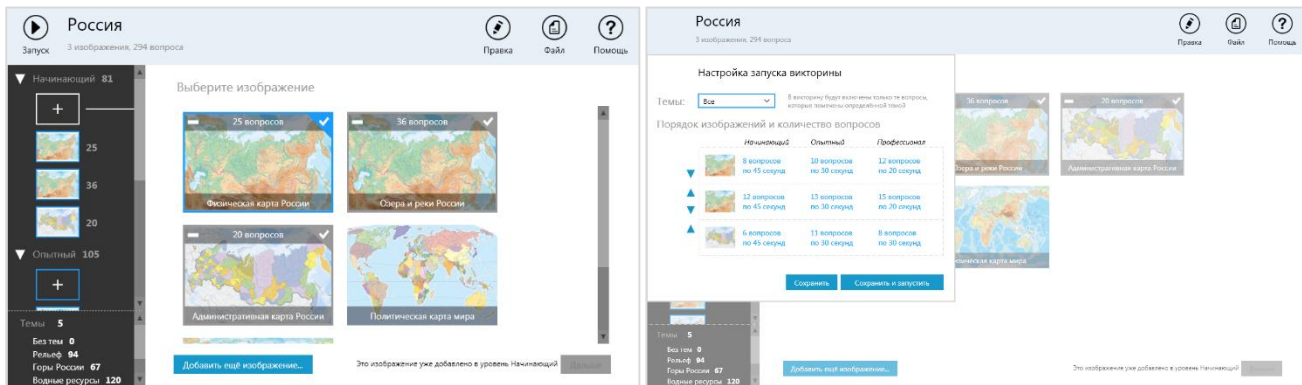 Россия
3 изображения, 294 вопроса
Запуск
Правка
Файл
Помощь
Начинающий 81
25
36
20
Опытный 105
Темы 5
Без тем 0
Рельеф 94
Горы России 67
Водные ресурсы 120
Выберите изображение
25 вопросов
Физическая карта России
36 вопросов
Озера и реки России
20 вопросов
Административная карта России
Политическая карта мира
Добавить ещё изображение...
Это изображение уже добавлено в уровень Начинающий
Дальше
Россия
3 изображения, 294 вопроса
Правка
Файл
Помощь
Настройка запуска викторины
Темы: Все
В викторину будут включены только те вопросы,
которые помечены определённой темой
Порядок изображений и количество вопросов
Начинающий Опытный Профессионал
8 вопросов 10 вопросов 12 вопросов
по 45 секунд по 30 секунд по 20 секунд
12 вопросов 13 вопросов 15 вопросов
по 45 секунд по 30 секунд по 20 секунд
6 вопросов 11 вопросов 8 вопросов
по 45 секунд по 30 секунд по 30 секунд
Сохранить Сохранить и запустить
36 вопросов
Озера и реки России
20 вопросов
Административная карта России
карта мира
Темы 5
Без тем 0
Рельеф 94
Горы России 67
Водные ресурсы 120
Добавить ещё изображение...
Это изображение уже добавлено в уровень Начинающий